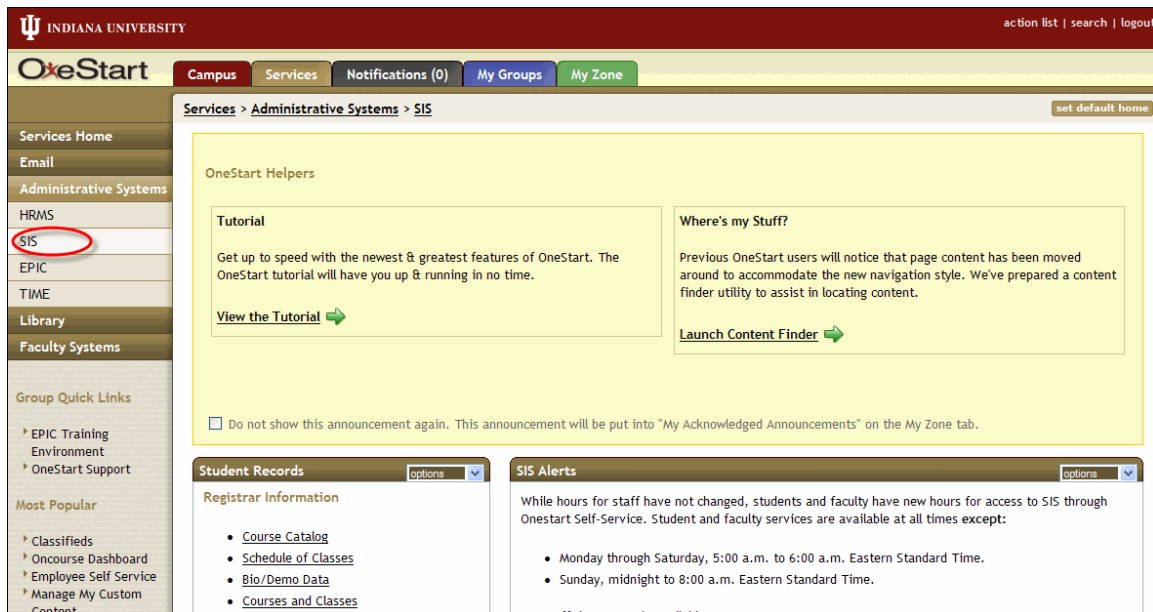 INDIANA UNIVERSITY
action list | search | logout
OneStart
Campus
Services
Notifications (0)
My Groups
My Zone
Services > Administrative Systems > SIS
set default home
Services Home
Email
Administrative Systems
HRMS
SIS
EPIC
TIME
Library
Faculty Systems
Group Quick Links
EPIC Training
Environment
OneStart Support
Most Popular
Classifieds
Oncourse Dashboard
Employee Self Service
Manage My Custom
Content
OneStart Helpers
Tutorial
Get up to speed with the newest & greatest features of OneStart. The
OneStart tutorial will have you up & running in no time.
View the Tutorial
Where's my Stuff?
Previous OneStart users will notice that page content has been moved
around to accommodate the new navigation style. We've prepared a content
finder utility to assist in locating content.
Launch Content Finder
Do not show this announcement again. This announcement will be put into "My Acknowledged Announcements" on the My Zone tab.
Student Records
options
Registrar Information
Course Catalog
Schedule of Classes
Bio/Demo Data
Courses and Classes
SIS Alerts
options
While hours for staff have not changed, students and faculty have new hours for access to SIS through
Onestart Self-Service. Student and faculty services are available at all times except:
Monday through Saturday, 5:00 a.m. to 6:00 a.m. Eastern Standard Time.
Sunday, midnight to 8:00 a.m. Eastern Standard Time.